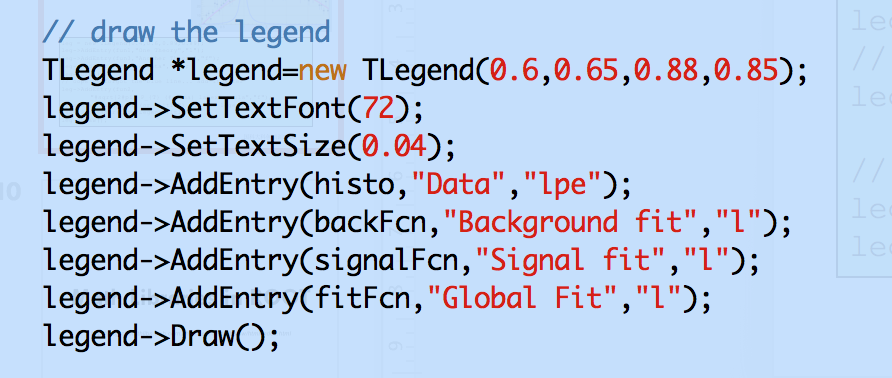 // draw the legend
TLegend *legend=new TLegend(0.6,0.65,0.88,0.85);
legend->SetTextFont(72);
legend->SetTextSize(0.04);
legend->AddEntry(histo,"Data","lpe");
legend->AddEntry(backFcn,"Background fit","l");
legend->AddEntry(signalFcn,"Signal fit","l");
legend->AddEntry(fitFcn,"Global Fit","l");
legend->Draw();